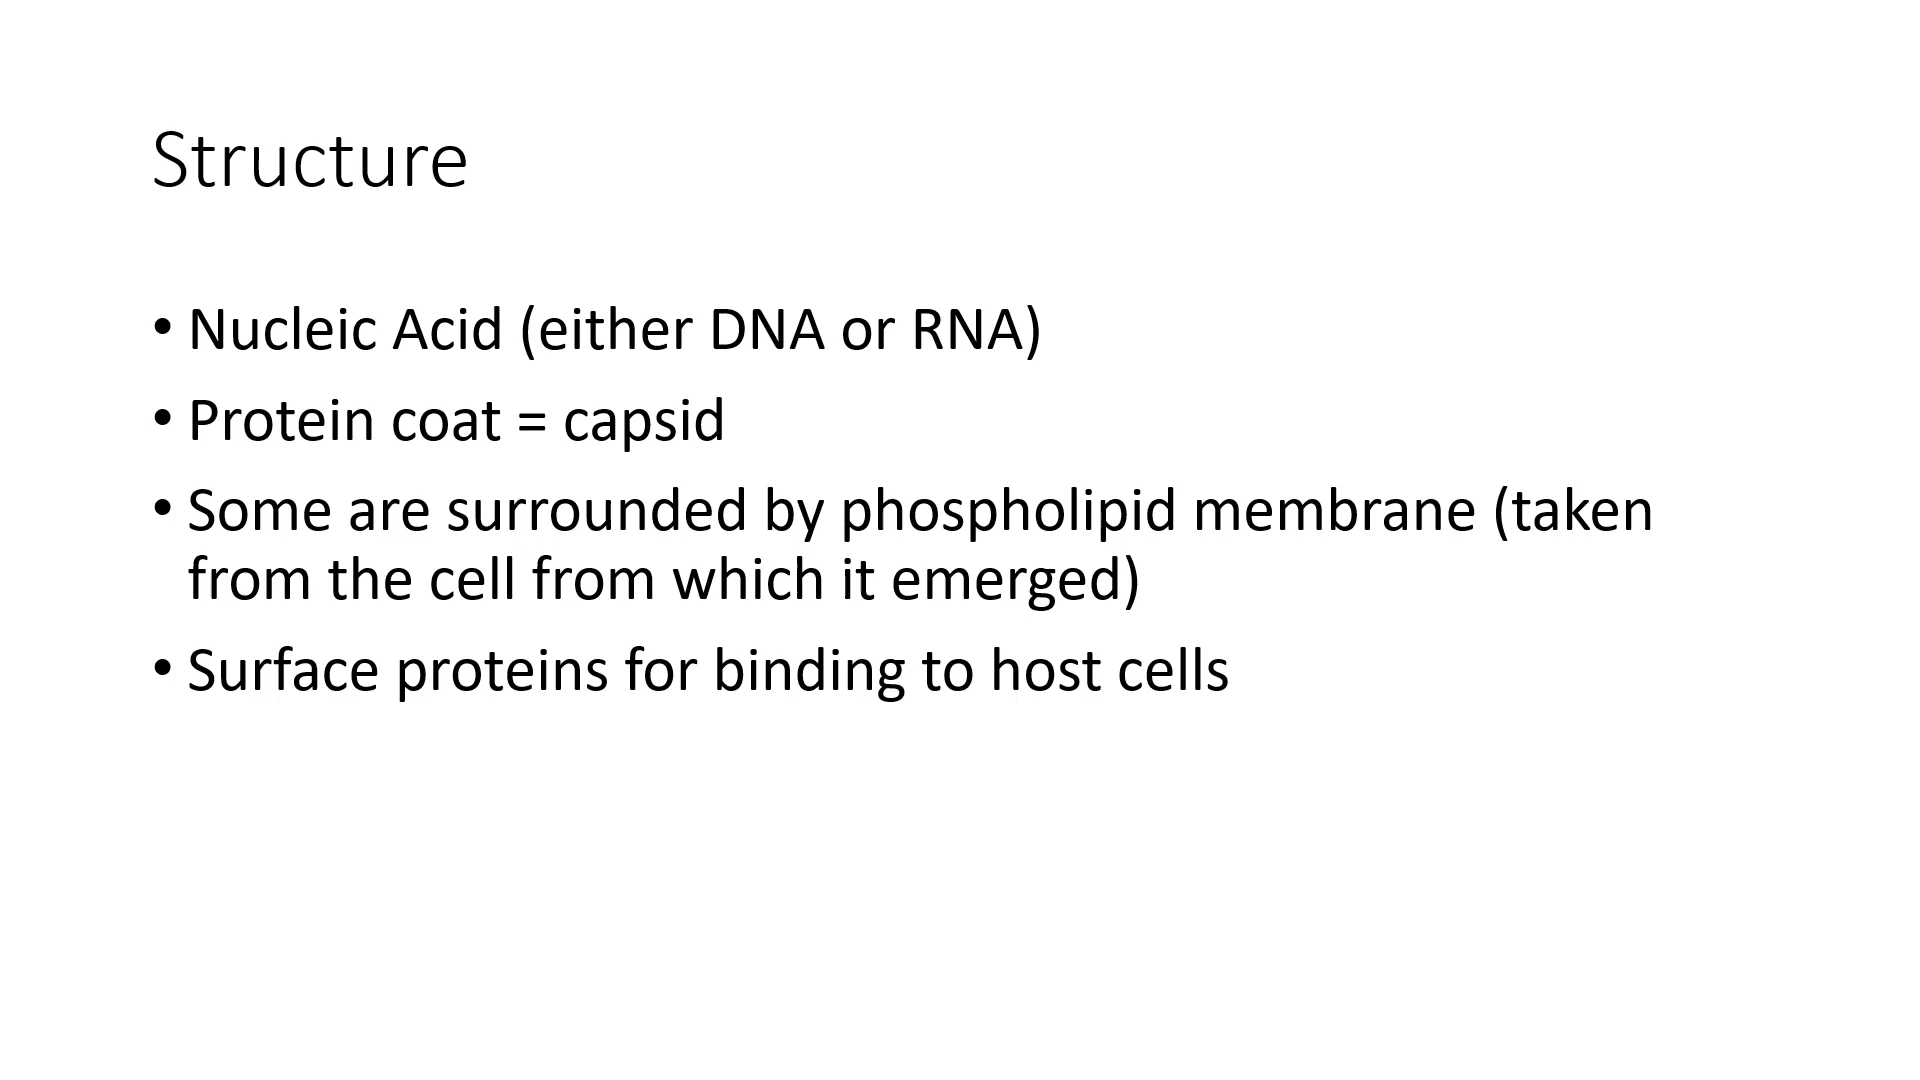 Structure
• Nucleic Acid (either DNA or RNA)
• Protein coat = capsid
• Some are surrounded by phospholipid membrane (taken
from the cell from which it emerged)
• Surface proteins for binding to host cells